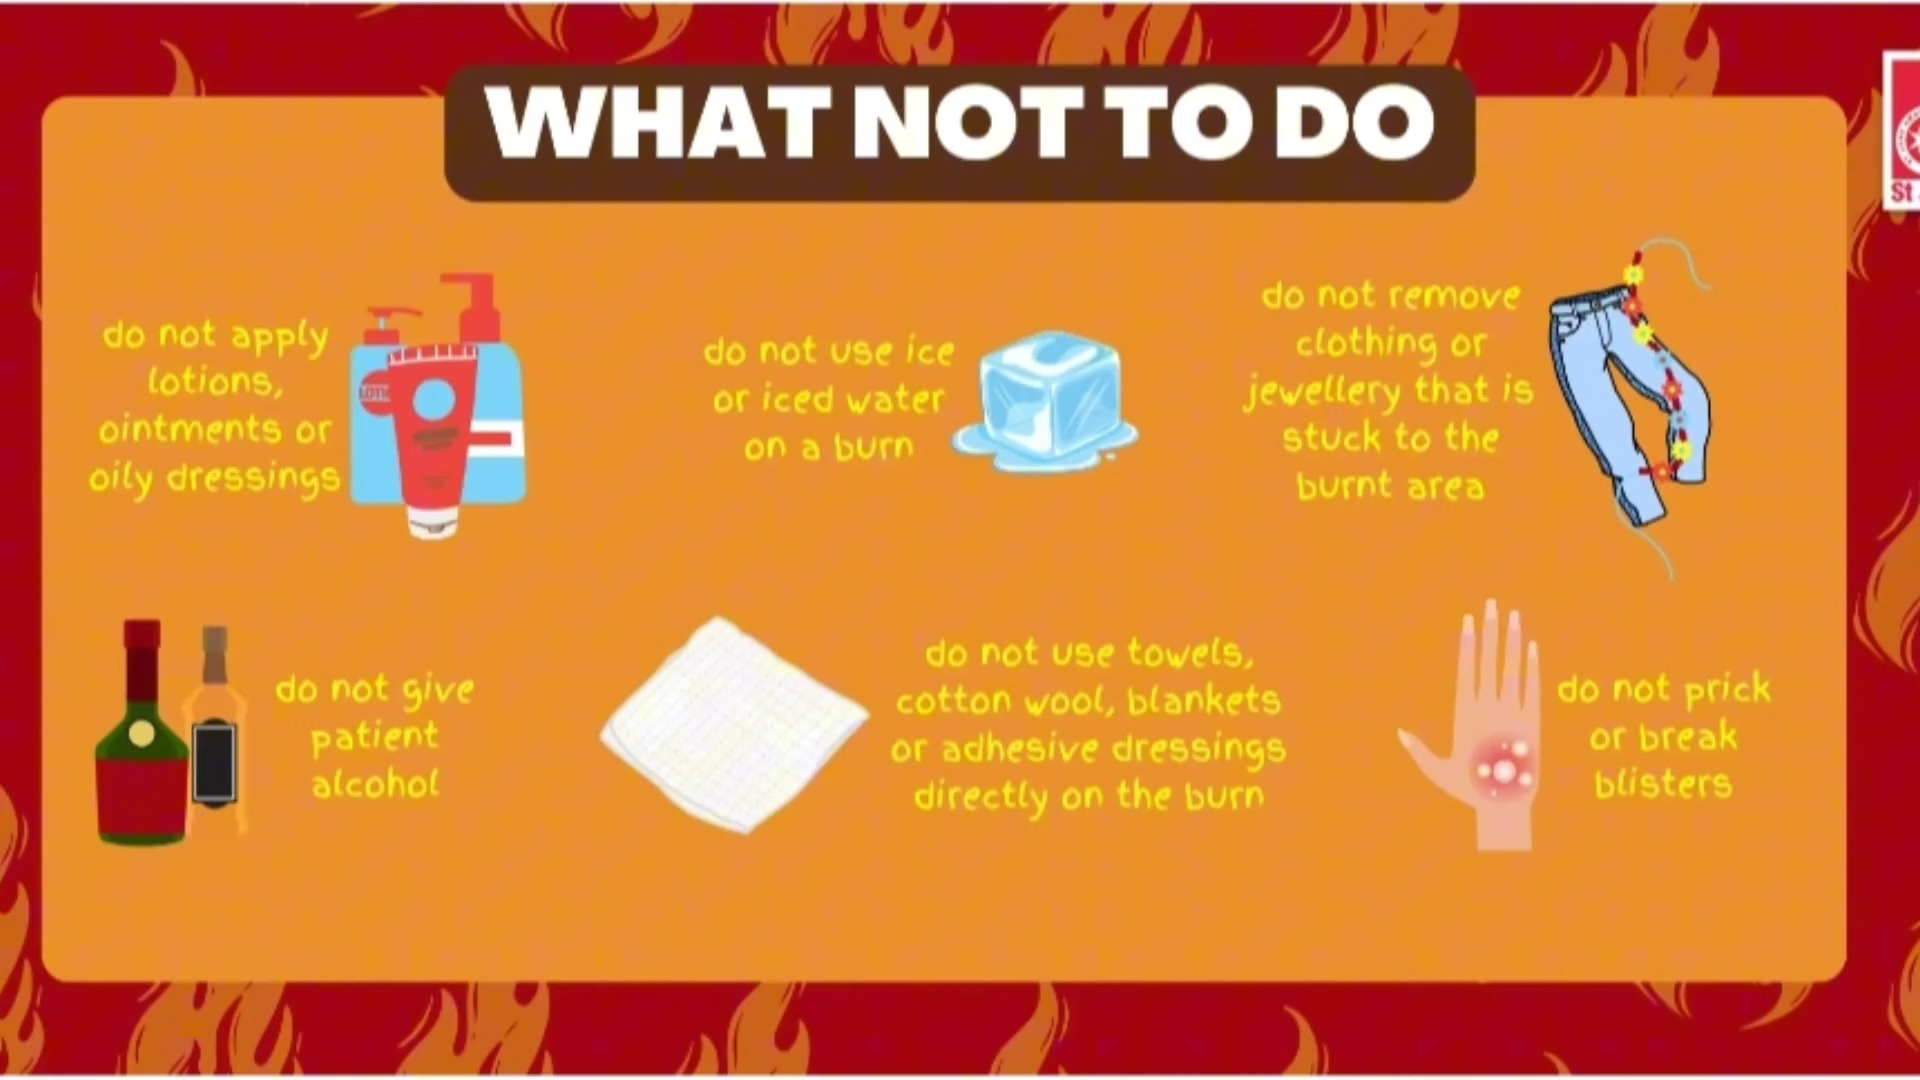 WHAT NOT TO DO
do not apply
lotions,
ointments or
oily dressings
do not use ice
or iced water
on a burn
do not remove
clothing or
jewellery that is
stuck to the
burnt area
do not give
patient
alcohol
do not use towels,
cotton wool, blankets
or adhesive dressings
directly on the burn
do not prick
or break
blisters
St